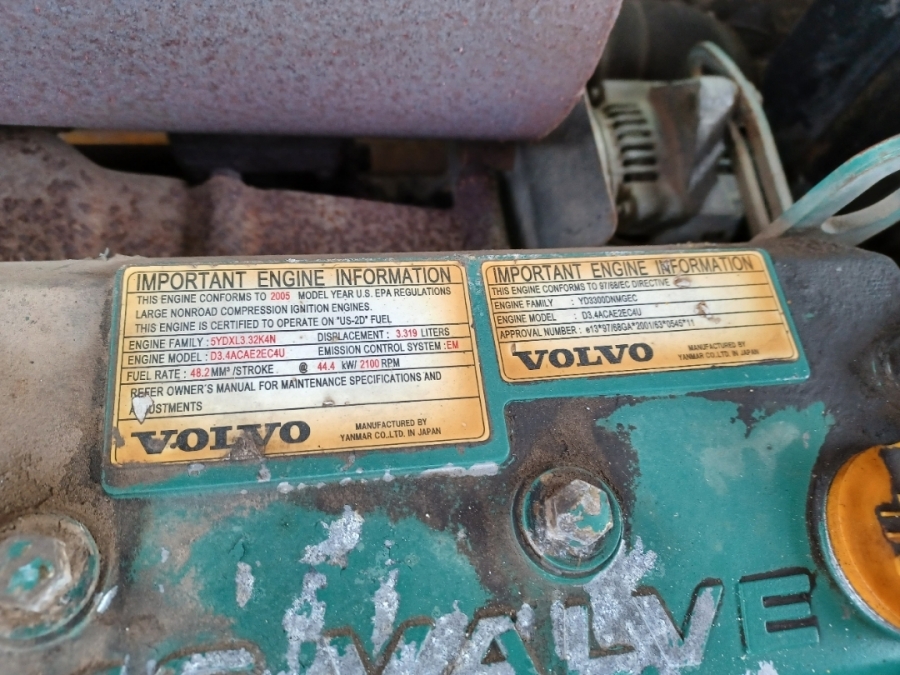 IMPORTANT ENGINE INFORMATION
THIS ENGINE CONFORMS TO 2005 MODEL YEAR U.S. EPA REGULATIONS
LARGE NONROAD COMPRESSION IGNITION ENGINES.
THIS ENGINE IS CERTIFIED TO OPERATE ON "US-2D" FUEL
ENGINE FAMILY : 5YDXL3.32K4N DISPLACEMENT : 3.319 LITERS
ENGINE MODEL : D3.4ACAE2EC4U EMISSION CONTROL SYSTEM : EM
FUEL RATE : 48.2 MM³/STROKE @ 44.4 kW/ 2100 RPM
REFER OWNER'S MANUAL FOR MAINTENANCE SPECIFICATIONS AND
ADJUSTMENTS
VOLVO
MANUFACTURED BY
YANMAR CO.,LTD. IN JAPAN
IMPORTANT ENGINE INFORMATION
THIS ENGINE CONFORMS TO 97/68/EC DIRECTIVE
ENGINE FAMILY : YD3300DNMGEC
ENGINE MODEL : D3.4ACAE2EC4U
APPROVAL NUMBER : e13*97/68GA*2001/63*0545*11
VOLVO
MANUFACTURED BY
YANMAR CO.,LTD. IN JAPAN
VALVE